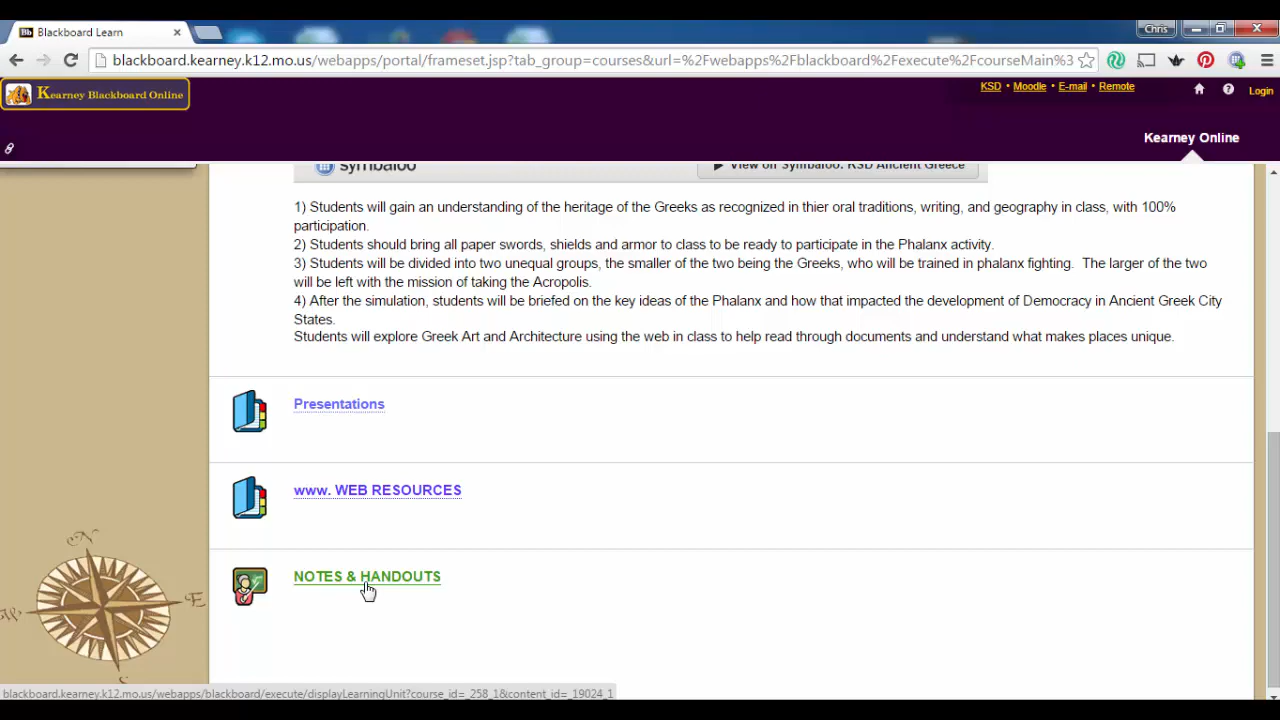 Blackboard Learn
Chris
blackboard.kearney.k12.mo.us/webapps/portal/frameset.jsp?tab_group=courses&url=%2Fwebapps%2Fblackboard%2Fexecute%2FcourseMain%3
Kearney Blackboard Online
KSD • Moodle • E-mail • Remote
Login
Kearney Online
symbaloo
View on Symbaloo: KSD Ancient Greece
1) Students will gain an understanding of the heritage of the Greeks as recognized in thier oral traditions, writing, and geography in class, with 100%
participation.
2) Students should bring all paper swords, shields and armor to class to be ready to participate in the Phalanx activity.
3) Students will be divided into two unequal groups, the smaller of the two being the Greeks, who will be trained in phalanx fighting. The larger of the two
will be left with the mission of taking the Acropolis.
4) After the simulation, students will be briefed on the key ideas of the Phalanx and how that impacted the development of Democracy in Ancient Greek City
States.
Students will explore Greek Art and Architecture using the web in class to help read through documents and understand what makes places unique.
Presentations
www. WEB RESOURCES
NOTES & HANDOUTS
N
W
E
S
blackboard.kearney.k12.mo.us/webapps/blackboard/execute/displayLearningUnit?course_id=_258_1&content_id=_19024_1